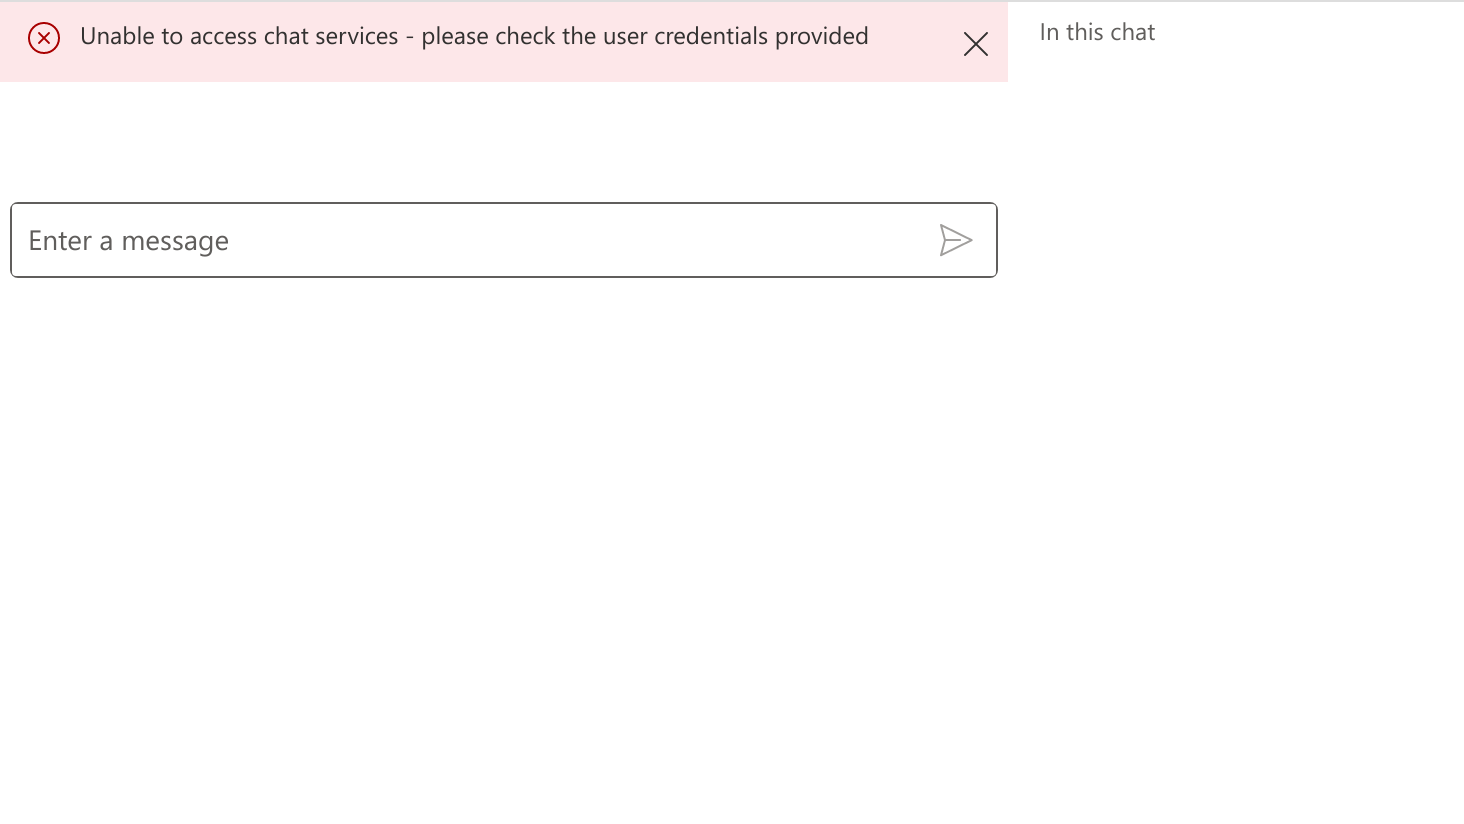 Unable to access chat services - please check the user credentials provided
In this chat
Enter a message